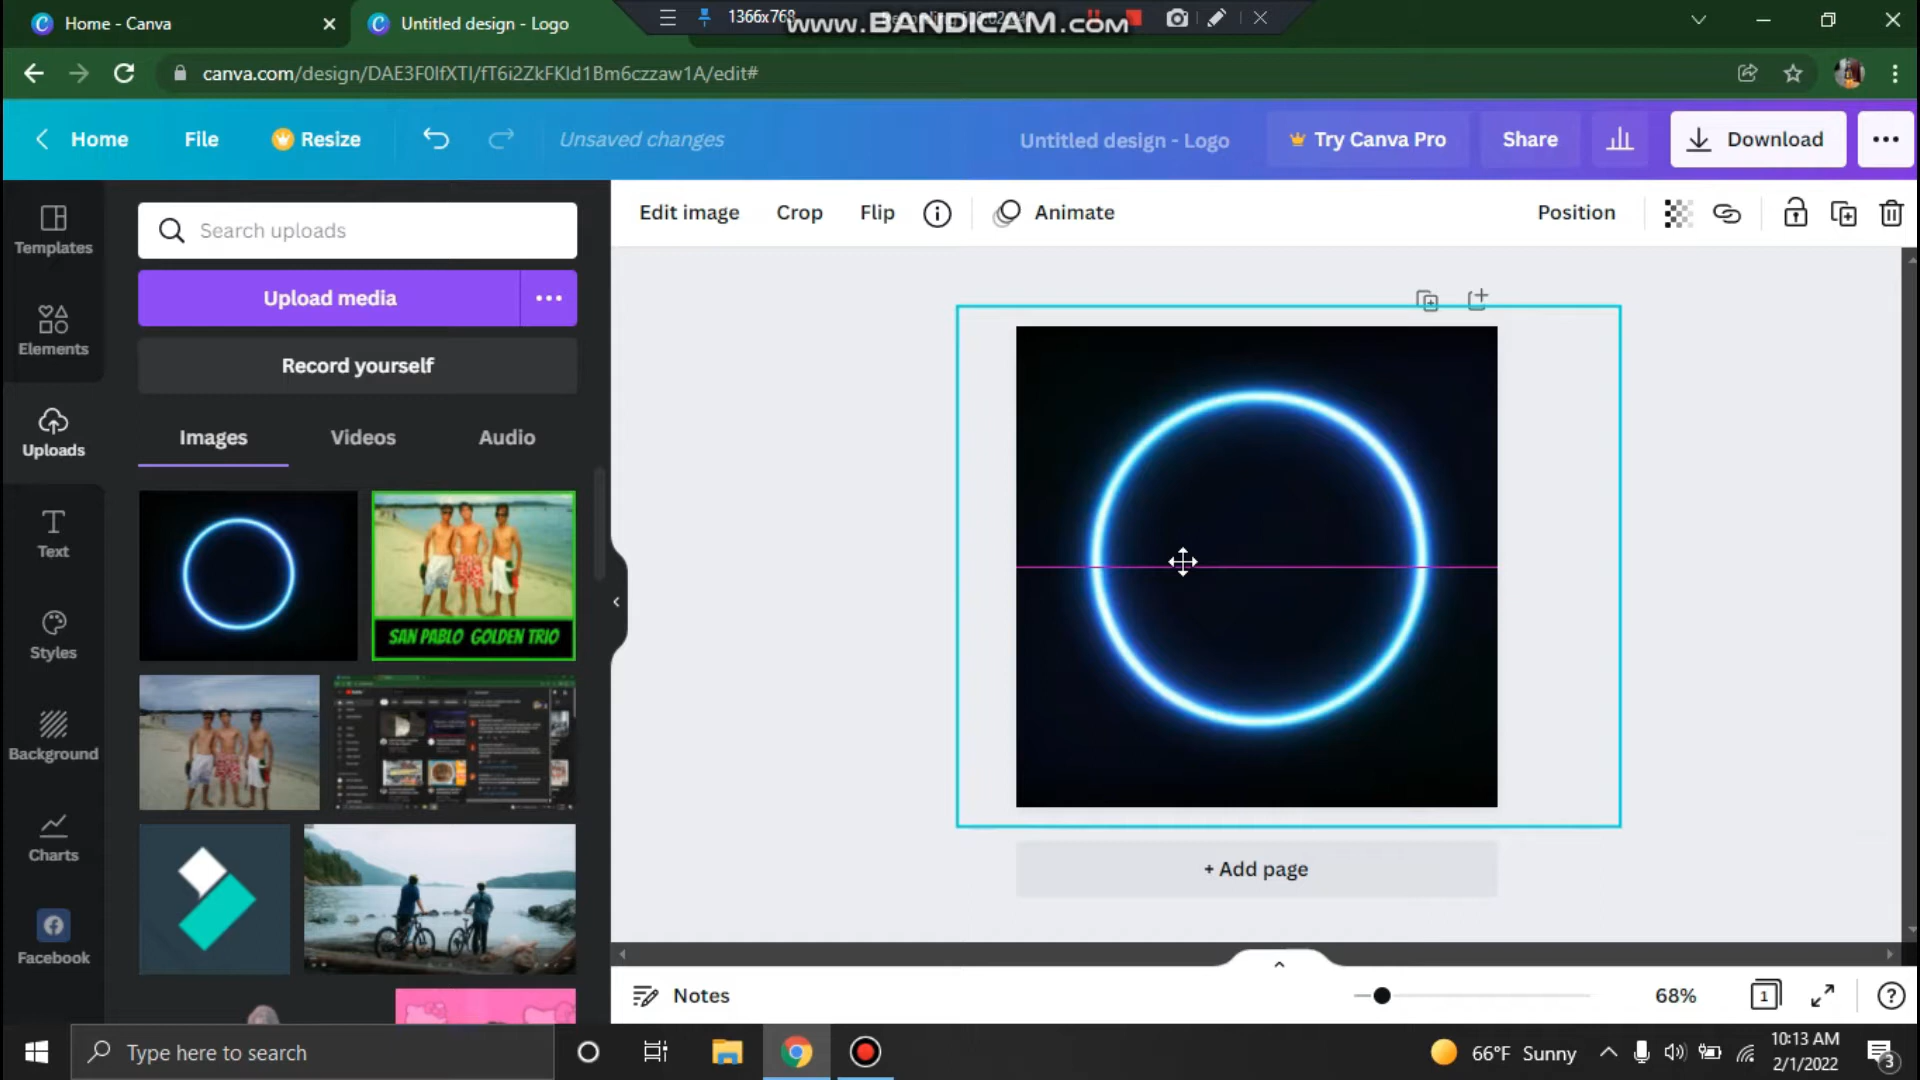 Home - Canva
Untitled design - Logo
1366x768
www.BANDICAM.com
canva.com/design/DAE3F0lfXTI/fT6i2ZkFKld1Bm6czzaw1A/edit#
Home
File
Resize
Unsaved changes
Untitled design - Logo
Try Canva Pro
Share
Download
Edit image
Crop
Flip
Animate
Position
Search uploads
Upload media
Record yourself
Images
Videos
Audio
Templates
Elements
Uploads
Text
Styles
Background
Charts
Facebook
SAN PABLO GOLDEN TRIO
+ Add page
Notes
68%
1
Type here to search
66°F Sunny
10:13 AM
2/1/2022
3